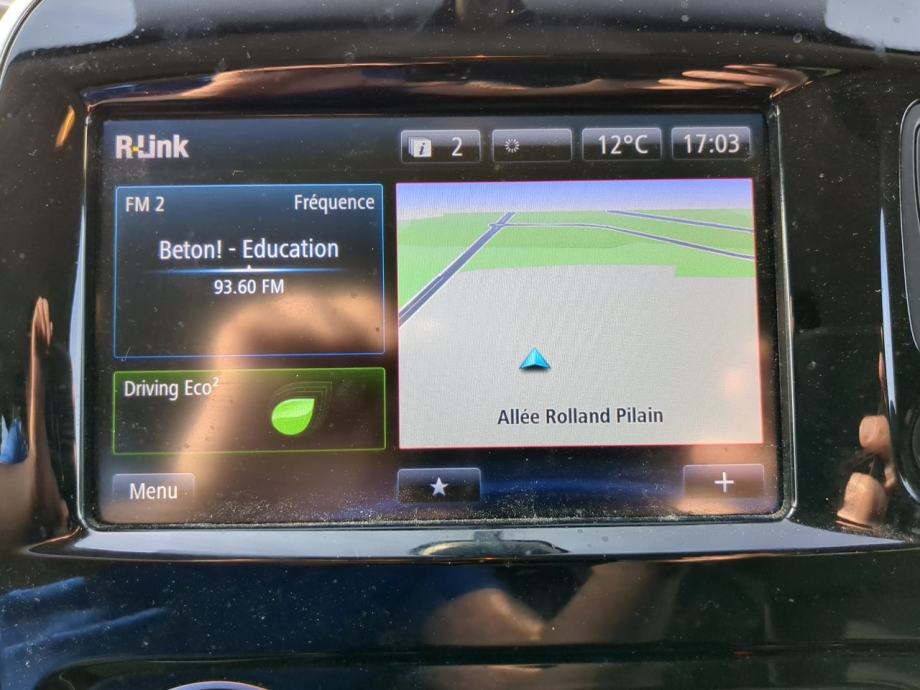 R-Link
i 2
12°C
17:03
FM 2
Fréquence
Beton! - Education
93.60 FM
Driving Eco²
Allée Rolland Pilain
Menu
+